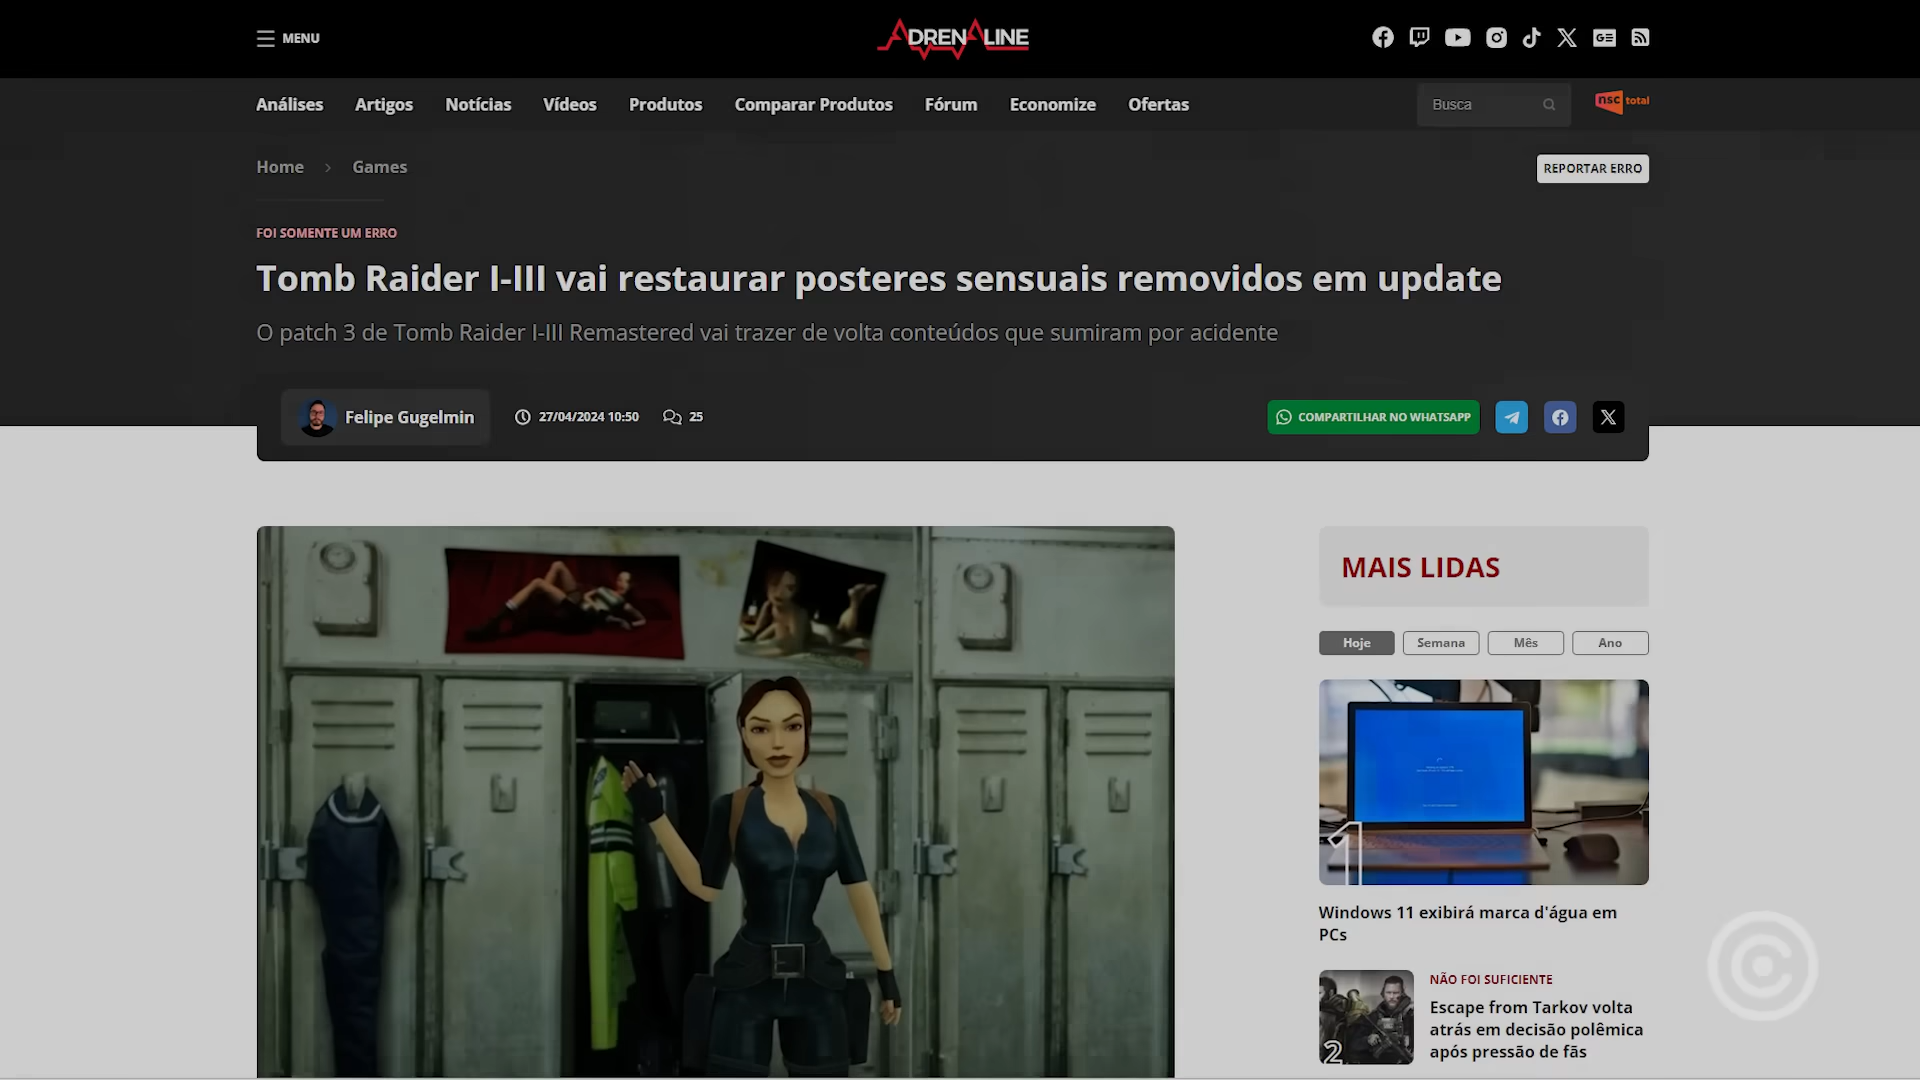 MENU
ADRENALINE
GE
Análises Artigos Notícias Vídeos Produtos Comparar Produtos Fórum Economize Ofertas
Busca
nsc total
Home > Games
REPORTAR ERRO
FOI SOMENTE UM ERRO
Tomb Raider I-III vai restaurar posteres sensuais removidos em update
O patch 3 de Tomb Raider I-III Remastered vai trazer de volta conteúdos que sumiram por acidente
Felipe Gugelmin 27/04/2024 10:50 25
COMPARTILHAR NO WHATSAPP
MAIS LIDAS
Hoje Semana Mês Ano
1
Windows 11 exibirá marca d'água em
PCs
2
NÃO FOI SUFICIENTE
Escape from Tarkov volta
atrás em decisão polêmica
após pressão de fãs